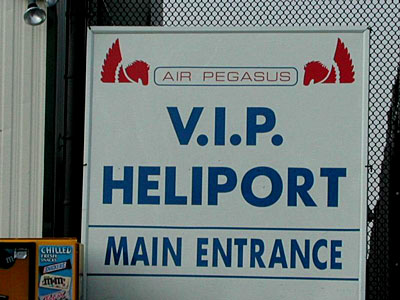 AIR PEGASUS
V.I.P.
HELIPORT
MAIN ENTRANCE
CHILLED